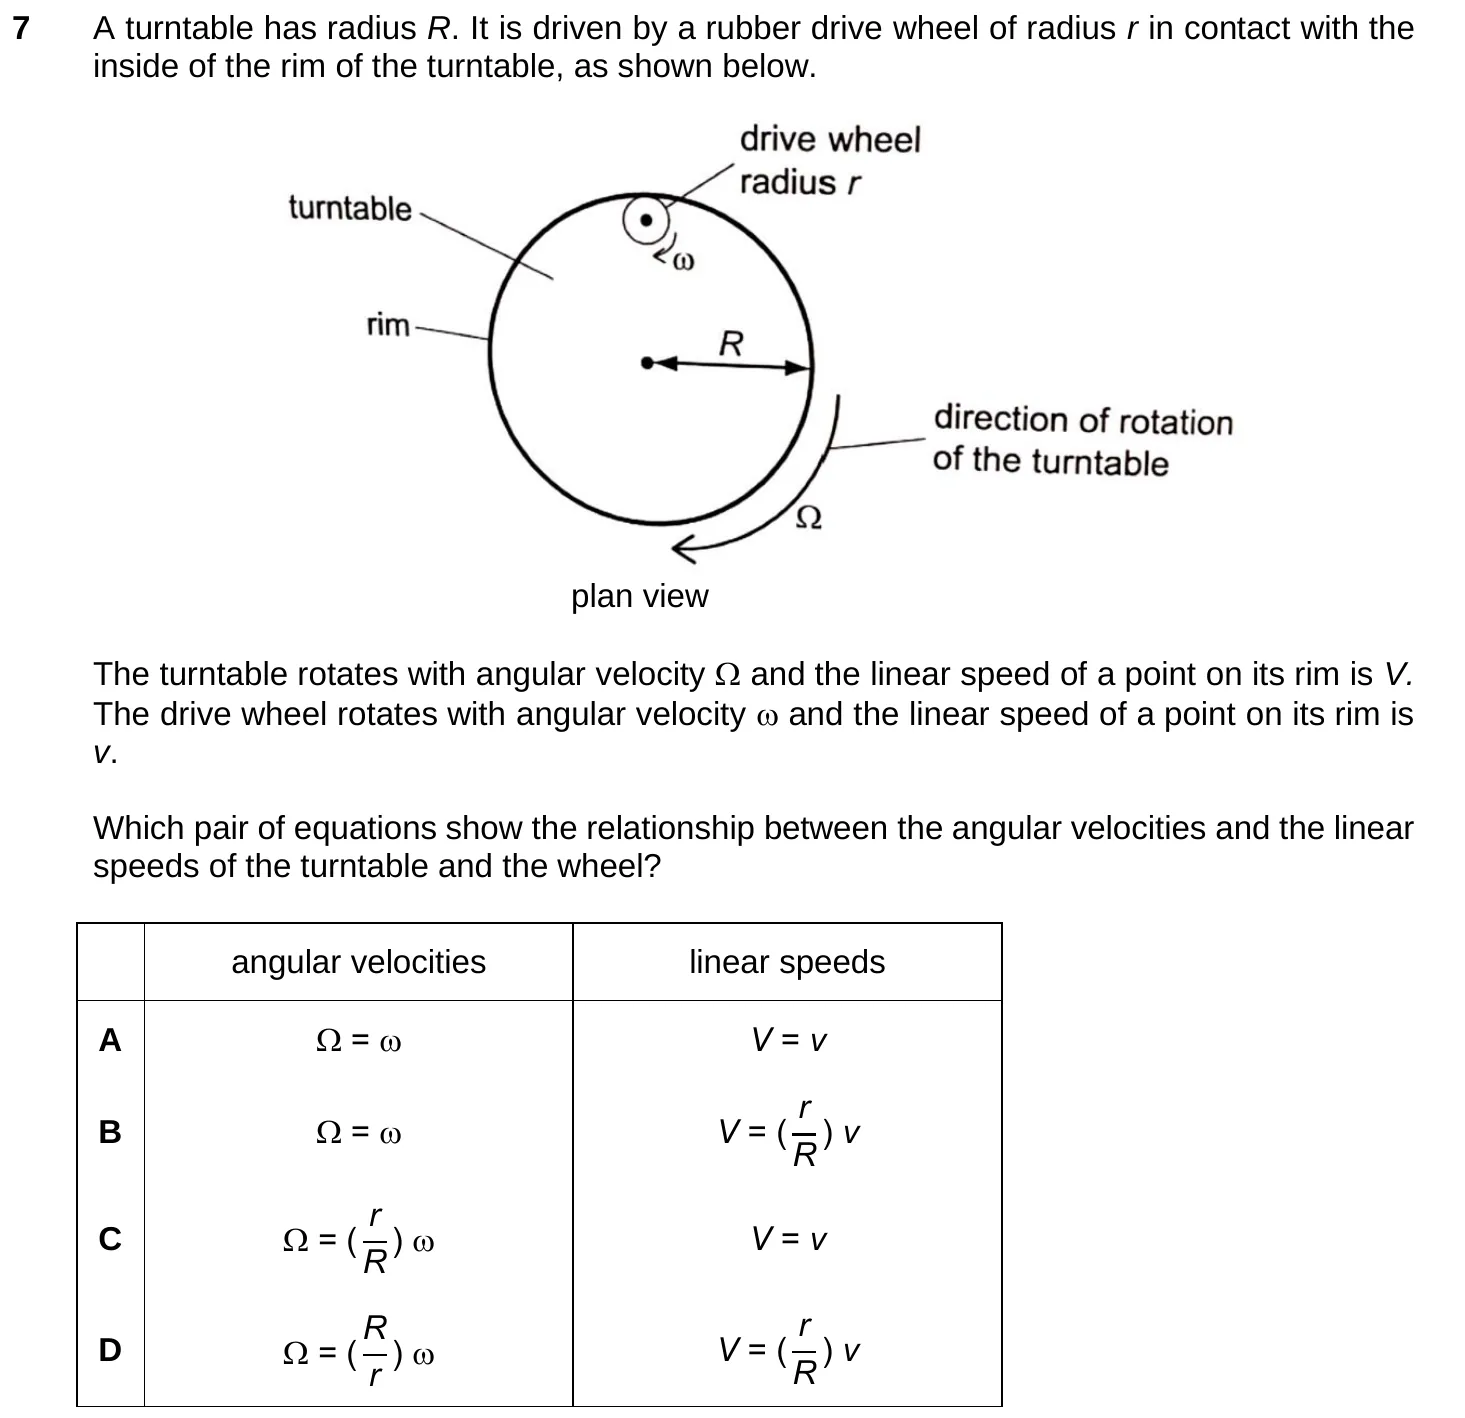 7 A turntable has radius R. It is driven by a rubber drive wheel of radius r in contact with the
inside of the rim of the turntable, as shown below.
drive wheel
radius r
turntable
ω
rim
R
direction of rotation
of the turntable
Ω
plan view
The turntable rotates with angular velocity Ω and the linear speed of a point on its rim is V.
The drive wheel rotates with angular velocity ω and the linear speed of a point on its rim is
v.
Which pair of equations show the relationship between the angular velocities and the linear
speeds of the turntable and the wheel?
angular velocities linear speeds
A Ω = ω V = v
B Ω = ω V = (r/R) v
C Ω = (r/R) ω V = v
D Ω = (R/r) ω V = (r/R) v